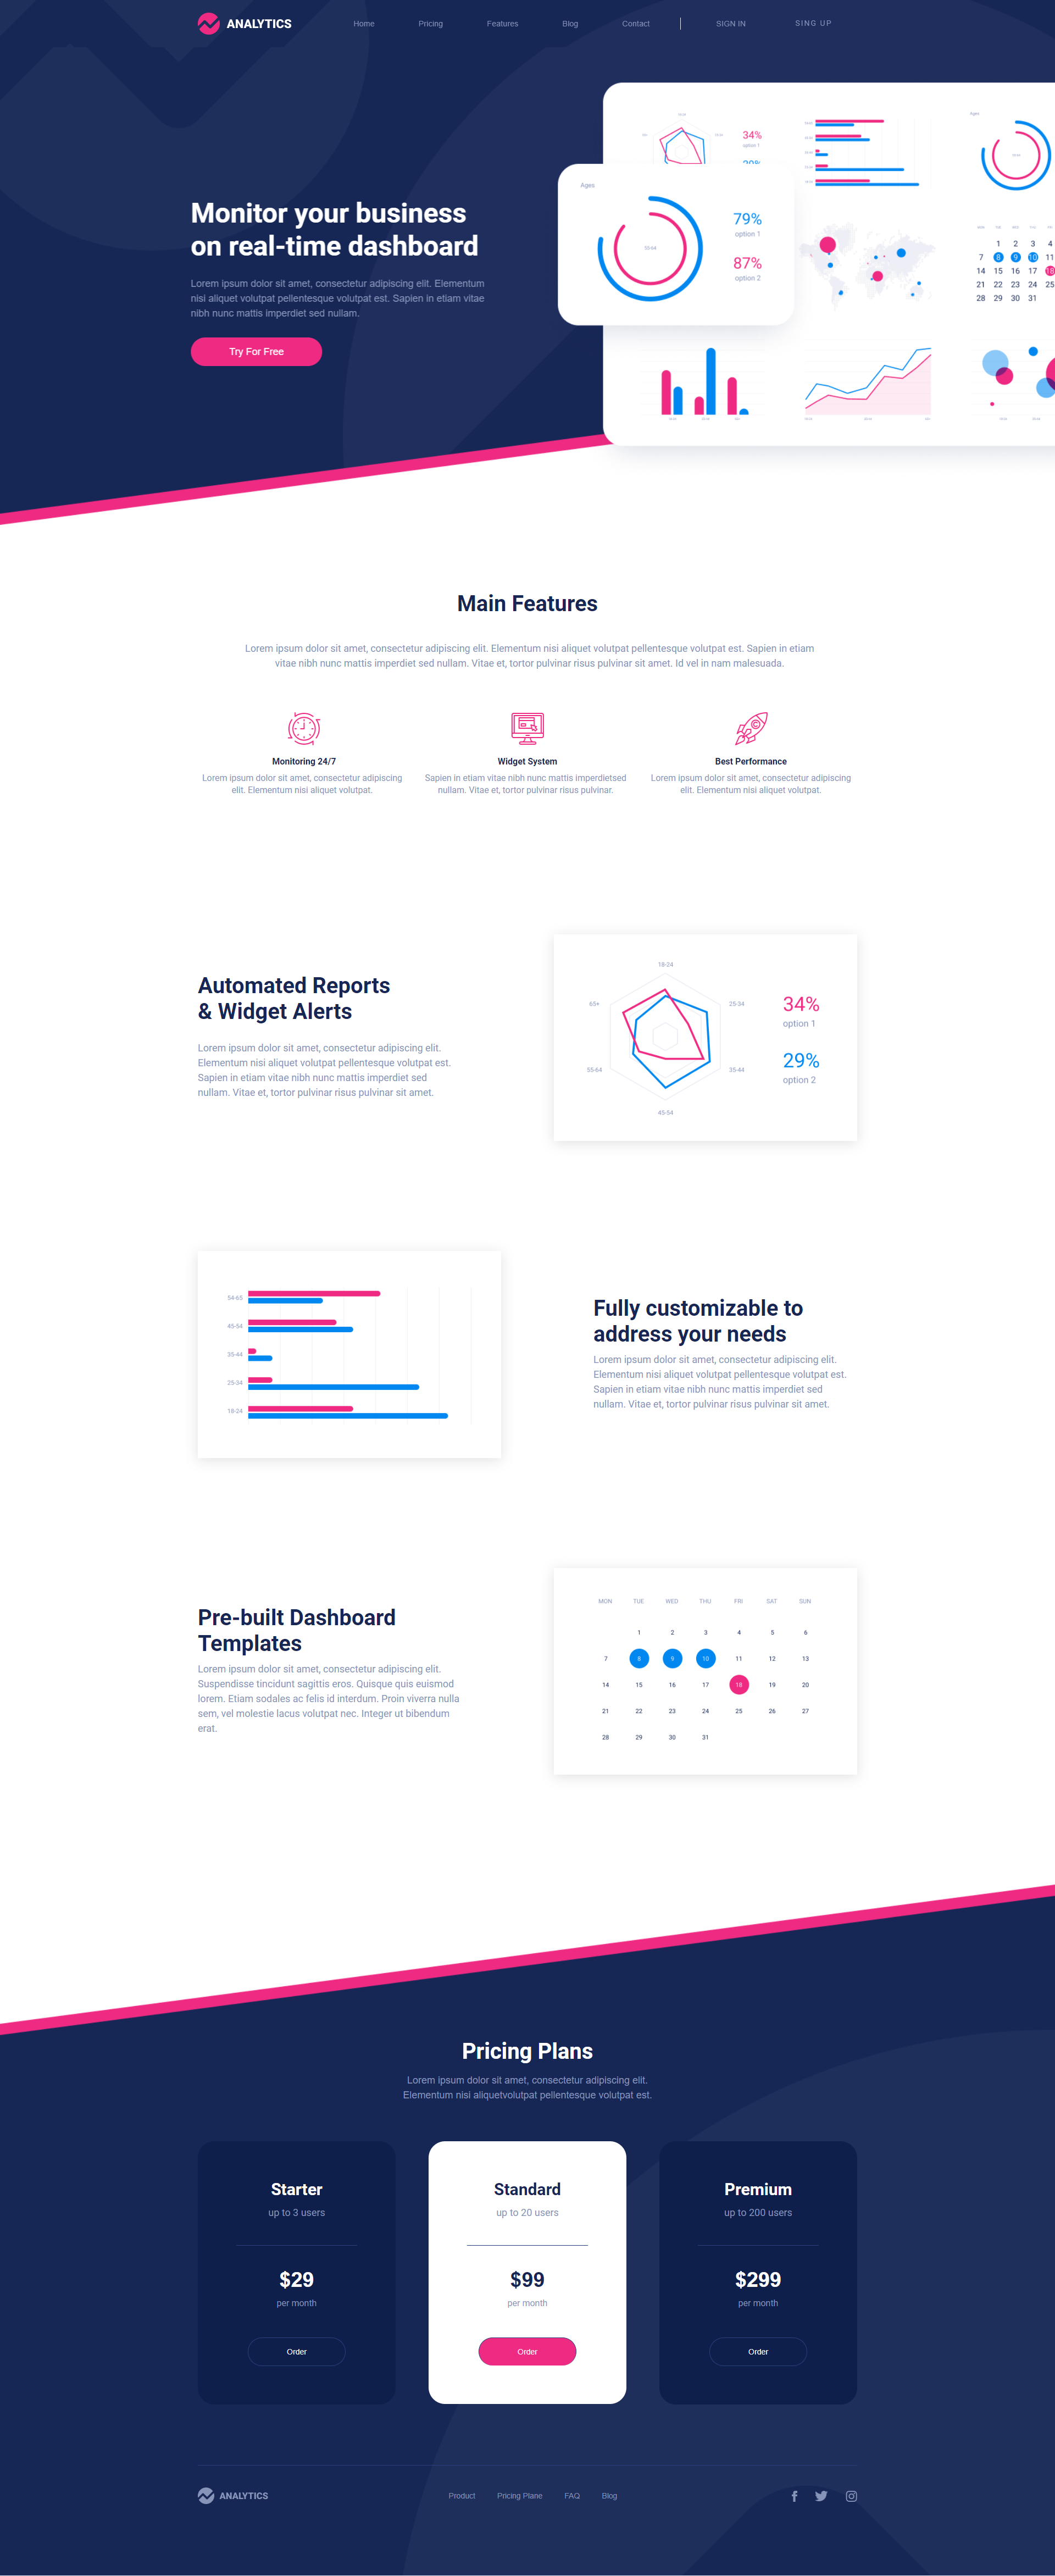 ANALYTICS
Home
Pricing
Features
Blog
Contact
SIGN IN
SING UP
Monitor your business
on real-time dashboard
Lorem ipsum dolor sit amet, consectetur adipiscing elit. Elementum
nisi aliquet volutpat pellentesque volutpat est. Sapien in etiam vitae
nibh nunc mattis imperdiet sed nullam.
Try For Free
34%
option 1
Ages
51-64
79%
option 1
87%
option 2
1 2 3 4
7 8 9 10 11
14 15 16 17 18
21 22 23 24 25
28 29 30 31
Main Features
Lorem ipsum dolor sit amet, consectetur adipiscing elit. Elementum nisi aliquet volutpat pellentesque volutpat est. Sapien in etiam
vitae nibh nunc mattis imperdiet sed nullam. Vitae et, tortor pulvinar risus pulvinar sit amet. Id vel in nam malesuada.
Monitoring 24/7
Lorem ipsum dolor sit amet, consectetur adipiscing
elit. Elementum nisi aliquet volutpat.
Widget System
Sapien in etiam vitae nibh nunc mattis imperdietsed
nullam. Vitae et, tortor pulvinar risus pulvinar.
Best Performance
Lorem ipsum dolor sit amet, consectetur adipiscing
elit. Elementum nisi aliquet volutpat.
Automated Reports
& Widget Alerts
Lorem ipsum dolor sit amet, consectetur adipiscing elit.
Elementum nisi aliquet volutpat pellentesque volutpat est.
Sapien in etiam vitae nibh nunc mattis imperdiet sed
nullam. Vitae et, tortor pulvinar risus pulvinar sit amet.
18-24
65+
25-34
55-64
35-44
45-54
34%
option 1
29%
option 2
54-65
45-54
35-44
25-34
18-24
Fully customizable to
address your needs
Lorem ipsum dolor sit amet, consectetur adipiscing elit.
Elementum nisi aliquet volutpat pellentesque volutpat est.
Sapien in etiam vitae nibh nunc mattis imperdiet sed
nullam. Vitae et, tortor pulvinar risus pulvinar sit amet.
Pre-built Dashboard
Templates
Lorem ipsum dolor sit amet, consectetur adipiscing elit.
Suspendisse tincidunt sagittis eros. Quisque quis euismod
lorem. Etiam sodales ac felis id interdum. Proin viverra nulla
sem, vel molestie lacus volutpat nec. Integer ut bibendum
erat.
MON TUE WED THU FRI SAT SUN
1 2 3 4 5 6
7 8 9 10 11 12 13
14 15 16 17 18 19 20
21 22 23 24 25 26 27
28 29 30 31
Pricing Plans
Lorem ipsum dolor sit amet, consectetur adipiscing elit.
Elementum nisi aliquetvolutpat pellentesque volutpat est.
Starter
up to 3 users
$29
per month
Order
Standard
up to 20 users
$99
per month
Order
Premium
up to 200 users
$299
per month
Order
ANALYTICS
Product
Pricing Plane
FAQ
Blog